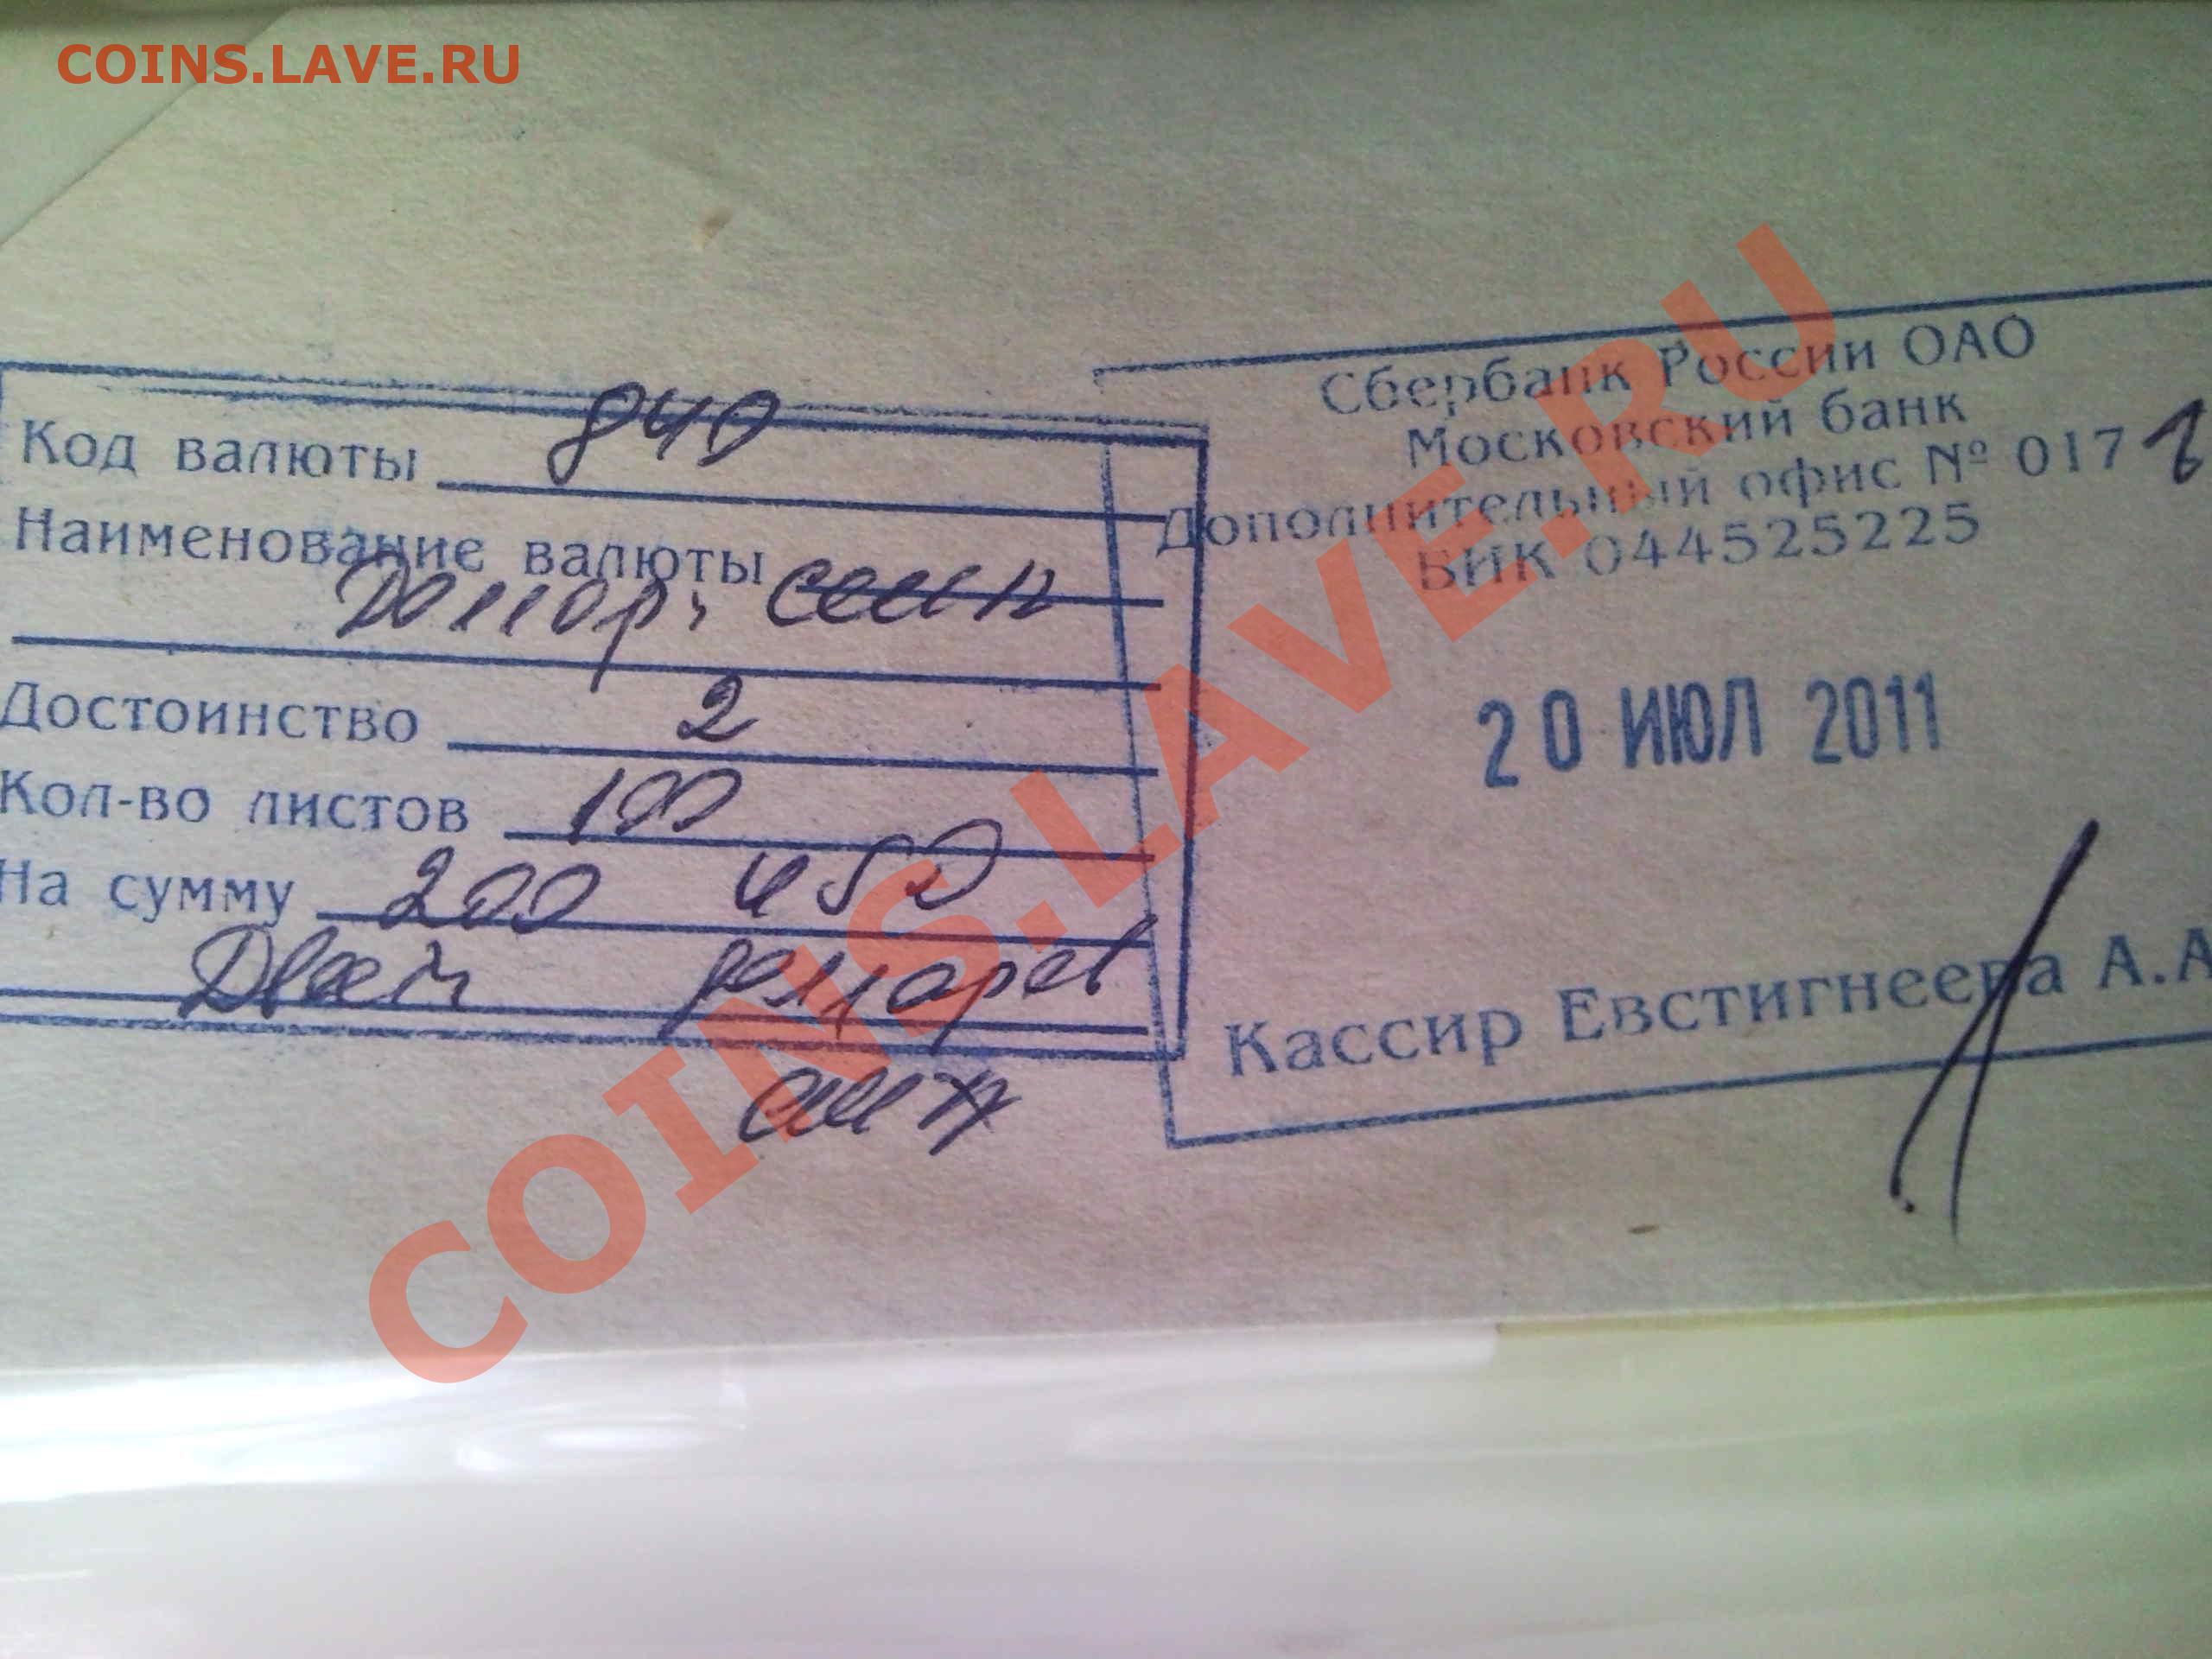 COINS.LAVE.RU
Код валюты 840
Наименование валюты
Доллар сша
Достоинство 2
Кол-во листов 100
На сумму 200 USD
Двести долларов
сша
Сбербанк России ОАО
Московский банк
Дополнительный офис № 017
БИК 044525225
20 ИЮЛ 2011
Кассир Евстигнеева А.А
COINS.LAVE.RU